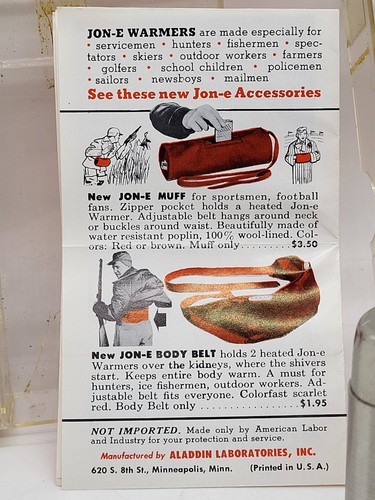 JON-E WARMERS are made especially for
• servicemen • hunters • fishermen • spec-
tators • skiers • outdoor workers • farmers
• golfers • school children • policemen
• sailors • newsboys • mailmen
See these new Jon-e Accessories
New JON-E MUFF for sportsmen, football
fans. Zipper pocket holds a heated Jon-e
Warmer. Adjustable belt hangs around neck
or buckles around waist. Beautifully made of
water resistant poplin, 100% wool-lined. Col-
ors: Red or brown. Muff only.........$3.50
New JON-E BODY BELT holds 2 heated Jon-e
Warmers over the kidneys, where the shivers
start. Keeps entire body warm. A must for
hunters, ice fishermen, outdoor workers. Ad-
justable belt fits everyone. Colorfast scarlet
red. Body Belt only ..................$1.95
NOT IMPORTED. Made only by American Labor
and Industry for your protection and service.
Manufactured by ALADDIN LABORATORIES, INC.
620 S. 8th St., Minneapolis, Minn. (Printed in U. S. A.)